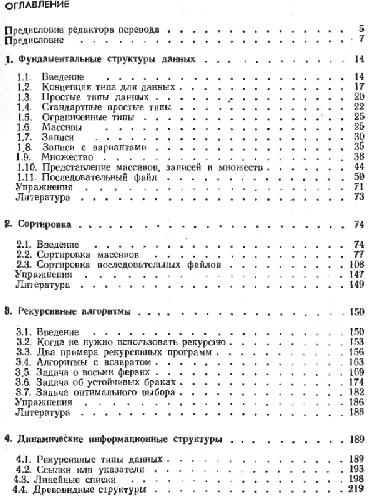 ОГЛАВЛЕНИЕ
Предисловие редактора перевода . . . . . . . . . . 5
Предисловие . . . . . . . . . . 7
1. Фундаментальные структуры данных . . . . . . . . . . 14
1.1. Введение . . . . . . . . . . 14
1.2. Концепция типа для данных . . . . . . . . . . 17
1.3. Простые типы данных . . . . . . . . . . 20
1.4. Стандартные простые типы . . . . . . . . . . 22
1.5. Ограниченные типы . . . . . . . . . . 25
1.6. Массивы . . . . . . . . . . 25
1.7. Записи . . . . . . . . . . 30
1.8. Записи с вариантами . . . . . . . . . . 35
1.9. Множество . . . . . . . . . . 38
1.10. Представление массивов, записей и множеств . . . . . . 44
1.11. Последовательный файл . . . . . . . . . . 50
Упражнения . . . . . . . . . . 71
Литература . . . . . . . . . . 73
2. Сортировка . . . . . . . . . . 74
2.1. Введение . . . . . . . . . . 74
2.2. Сортировка массивов . . . . . . . . . . 77
2.3. Сортировка последовательных файлов . . . . . . . . . . 108
Упражнения . . . . . . . . . . 147
Литература . . . . . . . . . . 149
3. Рекурсивные алгоритмы . . . . . . . . . . 150
3.1. Введение . . . . . . . . . . 150
3.2. Когда не нужно использовать рекурсию . . . . . . . . . . 153
3.3. Два примера рекурсивных программ . . . . . . . . . . 156
3.4. Алгоритмы с возвратом . . . . . . . . . . 163
3.5. Задача о восьми ферзях . . . . . . . . . . 169
3.6. Задача об устойчивых браках . . . . . . . . . . 174
3.7. Задача оптимального выбора . . . . . . . . . . 182
Упражнения . . . . . . . . . . 186
Литература . . . . . . . . . . 188
4. Динамические информационные структуры . . . . . . . . . . 189
4.1. Рекурсивные типы данных . . . . . . . . . . 189
4.2. Ссылки или указатели . . . . . . . . . . 193
4.3. Линейные списки . . . . . . . . . . 198
4.4. Древовидные структуры . . . . . . . . . . 219